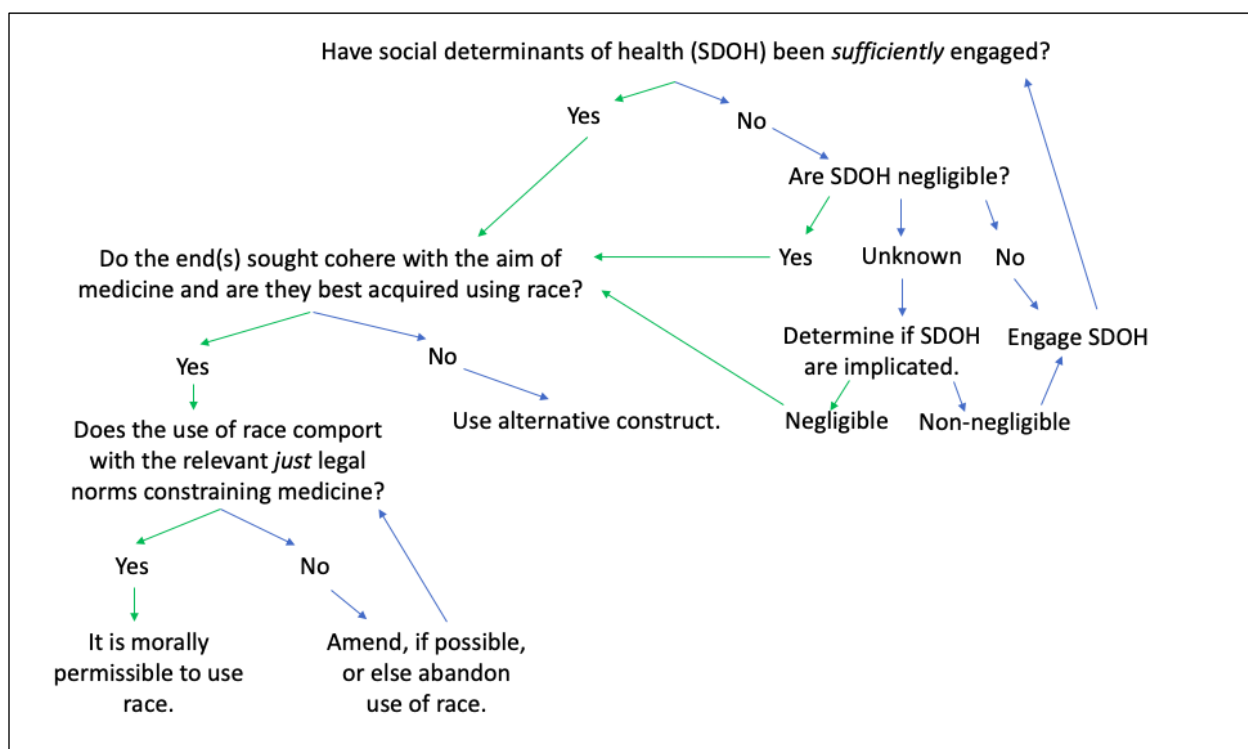 Have social determinants of health (SDOH) been sufficiently engaged?
Yes
No
Are SDOH negligible?
Do the end(s) sought cohere with the aim of
medicine and are they best acquired using race?
Yes
Unknown
No
Determine if SDOH
are implicated.
Engage SDOH
Yes
No
Use alternative construct.
Negligible
Non-negligible
Does the use of race comport
with the relevant just legal
norms constraining medicine?
Yes
No
It is morally
permissible to use
race.
Amend, if possible,
or else abandon
use of race.